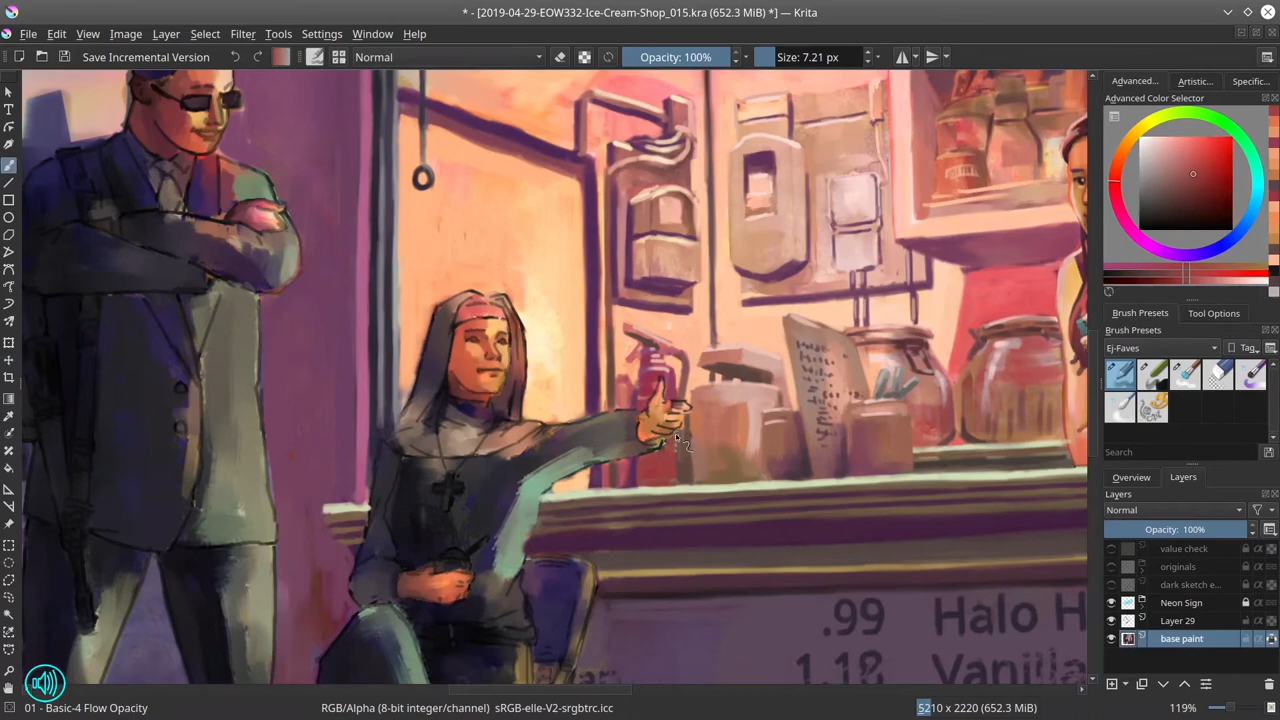 * - [2019-04-29-EOW332-Ice-Cream-Shop_015.kra (652.3 MiB) *] — Krita
File Edit View Image Layer Select Filter Tools Settings Window Help
Save Incremental Version
Normal
Opacity: 100%
Size: 7.21 px
Advanced... Artistic... Specific...
Advanced Color Selector
Brush Presets Tool Options
Brush Presets
Ej-Faves
Tag
Search
Overview Layers
Layers
Normal
Opacity: 100%
value check
originals
dark sketch e...
Neon Sign
Layer 29
base paint
.99 Halo H
1.18 Vanilla
01 - Basic-4 Flow Opacity
RGB/Alpha (8-bit integer/channel) sRGB-elle-V2-srgbtrc.icc
5210 x 2220 (652.3 MiB)
119%